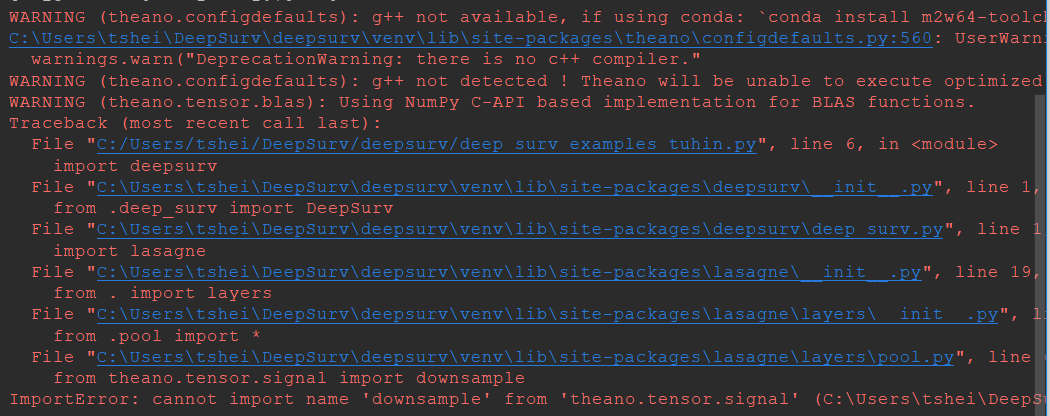 WARNING (theano.configdefaults): g++ not available, if using conda: `conda install m2w64-toolch
C:\Users\tshei\DeepSurv\deepsurv\venv\lib\site-packages\theano\configdefaults.py:560: UserWarni
warnings.warn("DeprecationWarning: there is no c++ compiler."
WARNING (theano.configdefaults): g++ not detected ! Theano will be unable to execute optimized
WARNING (theano.tensor.blas): Using NumPy C-API based implementation for BLAS functions.
Traceback (most recent call last):
File "C:/Users/tshei/DeepSurv/deepsurv/deep_surv_examples_tuhin.py", line 6, in <module>
import deepsurv
File "C:\Users\tshei\DeepSurv\deepsurv\venv\lib\site-packages\deepsurv\__init__.py", line 1,
from .deep_surv import DeepSurv
File "C:\Users\tshei\DeepSurv\deepsurv\venv\lib\site-packages\deepsurv\deep_surv.py", line 1
import lasagne
File "C:\Users\tshei\DeepSurv\deepsurv\venv\lib\site-packages\lasagne\__init__.py", line 19,
from . import layers
File "C:\Users\tshei\DeepSurv\deepsurv\venv\lib\site-packages\lasagne\layers\__init__.py", l
from .pool import *
File "C:\Users\tshei\DeepSurv\deepsurv\venv\lib\site-packages\lasagne\layers\pool.py", line
from theano.tensor.signal import downsample
ImportError: cannot import name 'downsample' from 'theano.tensor.signal' (C:\Users\tshei\DeepS